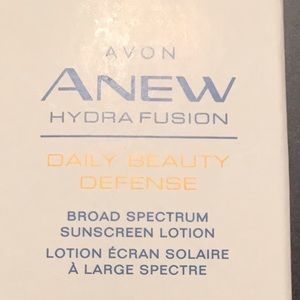 AVON
ANEW
HYDRA FUSION
DAILY BEAUTY
DEFENSE
BROAD SPECTRUM
SUNSCREEN LOTION
LOTION ÉCRAN SOLAIRE
À LARGE SPECTRE